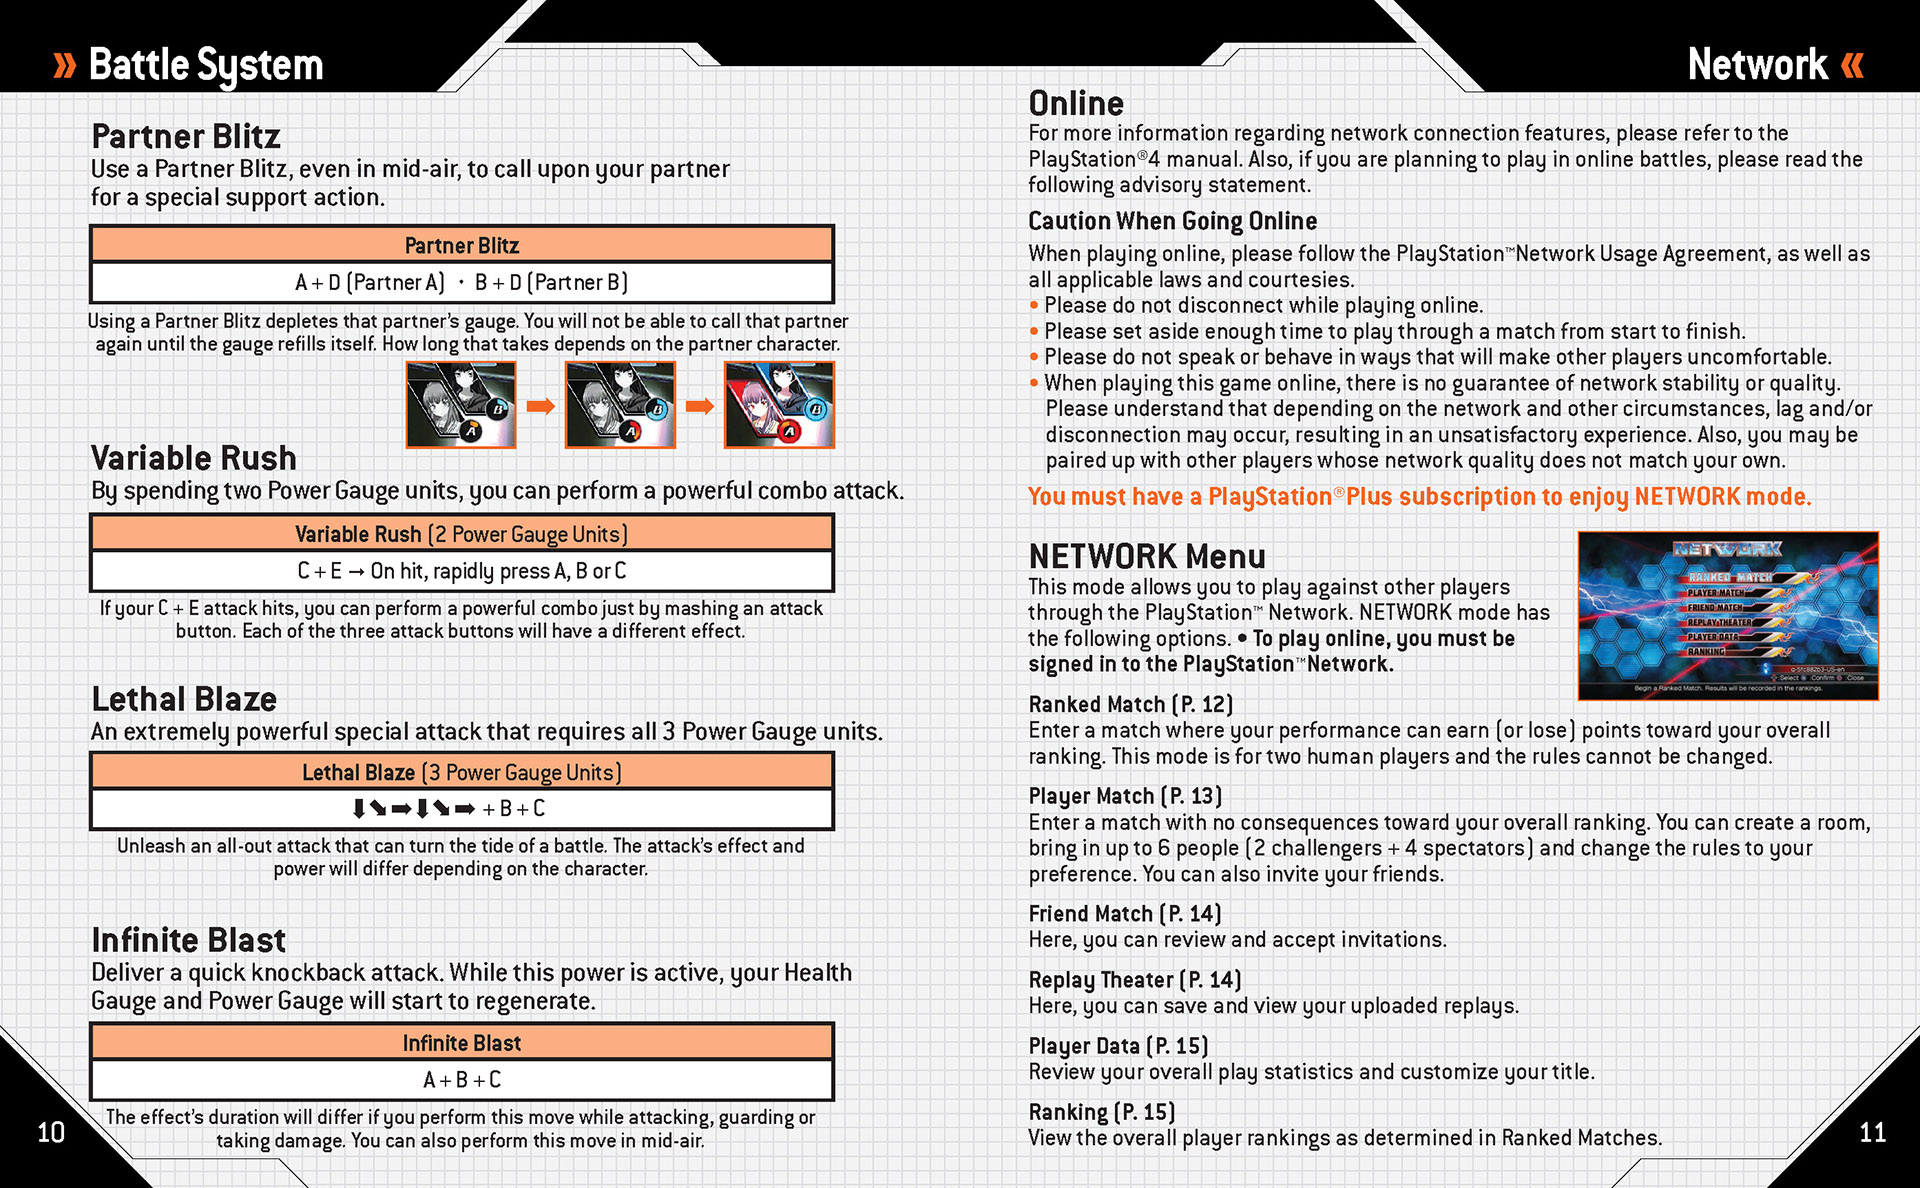 » Battle System
Partner Blitz
Use a Partner Blitz, even in mid-air, to call upon your partner
for a special support action.
Partner Blitz
A + D (Partner A) ・ B + D (Partner B)
Using a Partner Blitz depletes that partner's gauge. You will not be able to call that partner
again until the gauge refills itself. How long that takes depends on the partner character.
A B
A B
A B
Variable Rush
By spending two Power Gauge units, you can perform a powerful combo attack.
Variable Rush (2 Power Gauge Units)
C + E → On hit, rapidly press A, B or C
If your C + E attack hits, you can perform a powerful combo just by mashing an attack
button. Each of the three attack buttons will have a different effect.
Lethal Blaze
An extremely powerful special attack that requires all 3 Power Gauge units.
Lethal Blaze (3 Power Gauge Units)
⬇⬊➡⬇⬊➡ + B + C
Unleash an all-out attack that can turn the tide of a battle. The attack's effect and
power will differ depending on the character.
Infinite Blast
Deliver a quick knockback attack. While this power is active, your Health
Gauge and Power Gauge will start to regenerate.
Infinite Blast
A + B + C
The effect's duration will differ if you perform this move while attacking, guarding or
taking damage. You can also perform this move in mid-air.
10
Network «
Online
For more information regarding network connection features, please refer to the
PlayStation®4 manual. Also, if you are planning to play in online battles, please read the
following advisory statement.
Caution When Going Online
When playing online, please follow the PlayStation™Network Usage Agreement, as well as
all applicable laws and courtesies.
• Please do not disconnect while playing online.
• Please set aside enough time to play through a match from start to finish.
• Please do not speak or behave in ways that will make other players uncomfortable.
• When playing this game online, there is no guarantee of network stability or quality.
Please understand that depending on the network and other circumstances, lag and/or
disconnection may occur, resulting in an unsatisfactory experience. Also, you may be
paired up with other players whose network quality does not match your own.
You must have a PlayStation®Plus subscription to enjoy NETWORK mode.
NETWORK Menu
This mode allows you to play against other players
through the PlayStation™ Network. NETWORK mode has
the following options. • To play online, you must be
signed in to the PlayStation™Network.
NETWORK
RANKED MATCH
PLAYER MATCH
FRIEND MATCH
REPLAY THEATER
PLAYER DATA
RANKING
:Select :Confirm :Close
Begin a Ranked Match. Results will be recorded in the rankings.
Ranked Match (P. 12)
Enter a match where your performance can earn (or lose) points toward your overall
ranking. This mode is for two human players and the rules cannot be changed.
Player Match (P. 13)
Enter a match with no consequences toward your overall ranking. You can create a room,
bring in up to 6 people (2 challengers + 4 spectators) and change the rules to your
preference. You can also invite your friends.
Friend Match (P. 14)
Here, you can review and accept invitations.
Replay Theater (P. 14)
Here, you can save and view your uploaded replays.
Player Data (P. 15)
Review your overall play statistics and customize your title.
Ranking (P. 15)
View the overall player rankings as determined in Ranked Matches.
11